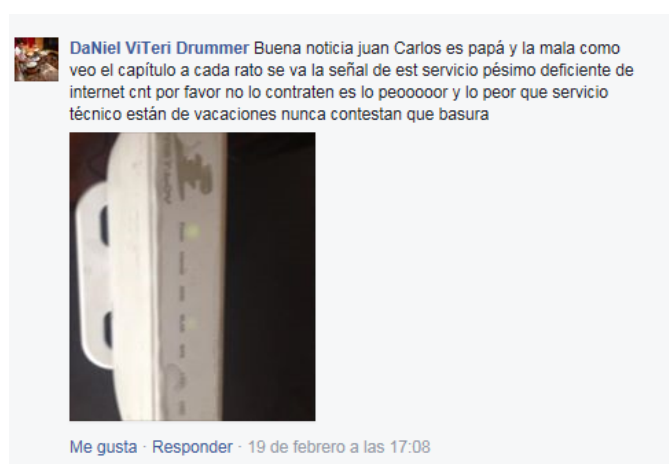 DaNiel ViTeri Drummer Buena noticia juan Carlos es papá y la mala como
veo el capítulo a cada rato se va la señal de est servicio pésimo deficiente de
internet cnt por favor no lo contraten es lo peooooor y lo peor que servicio
técnico están de vacaciones nunca contestan que basura
Me gusta · Responder · 19 de febrero a las 17:08